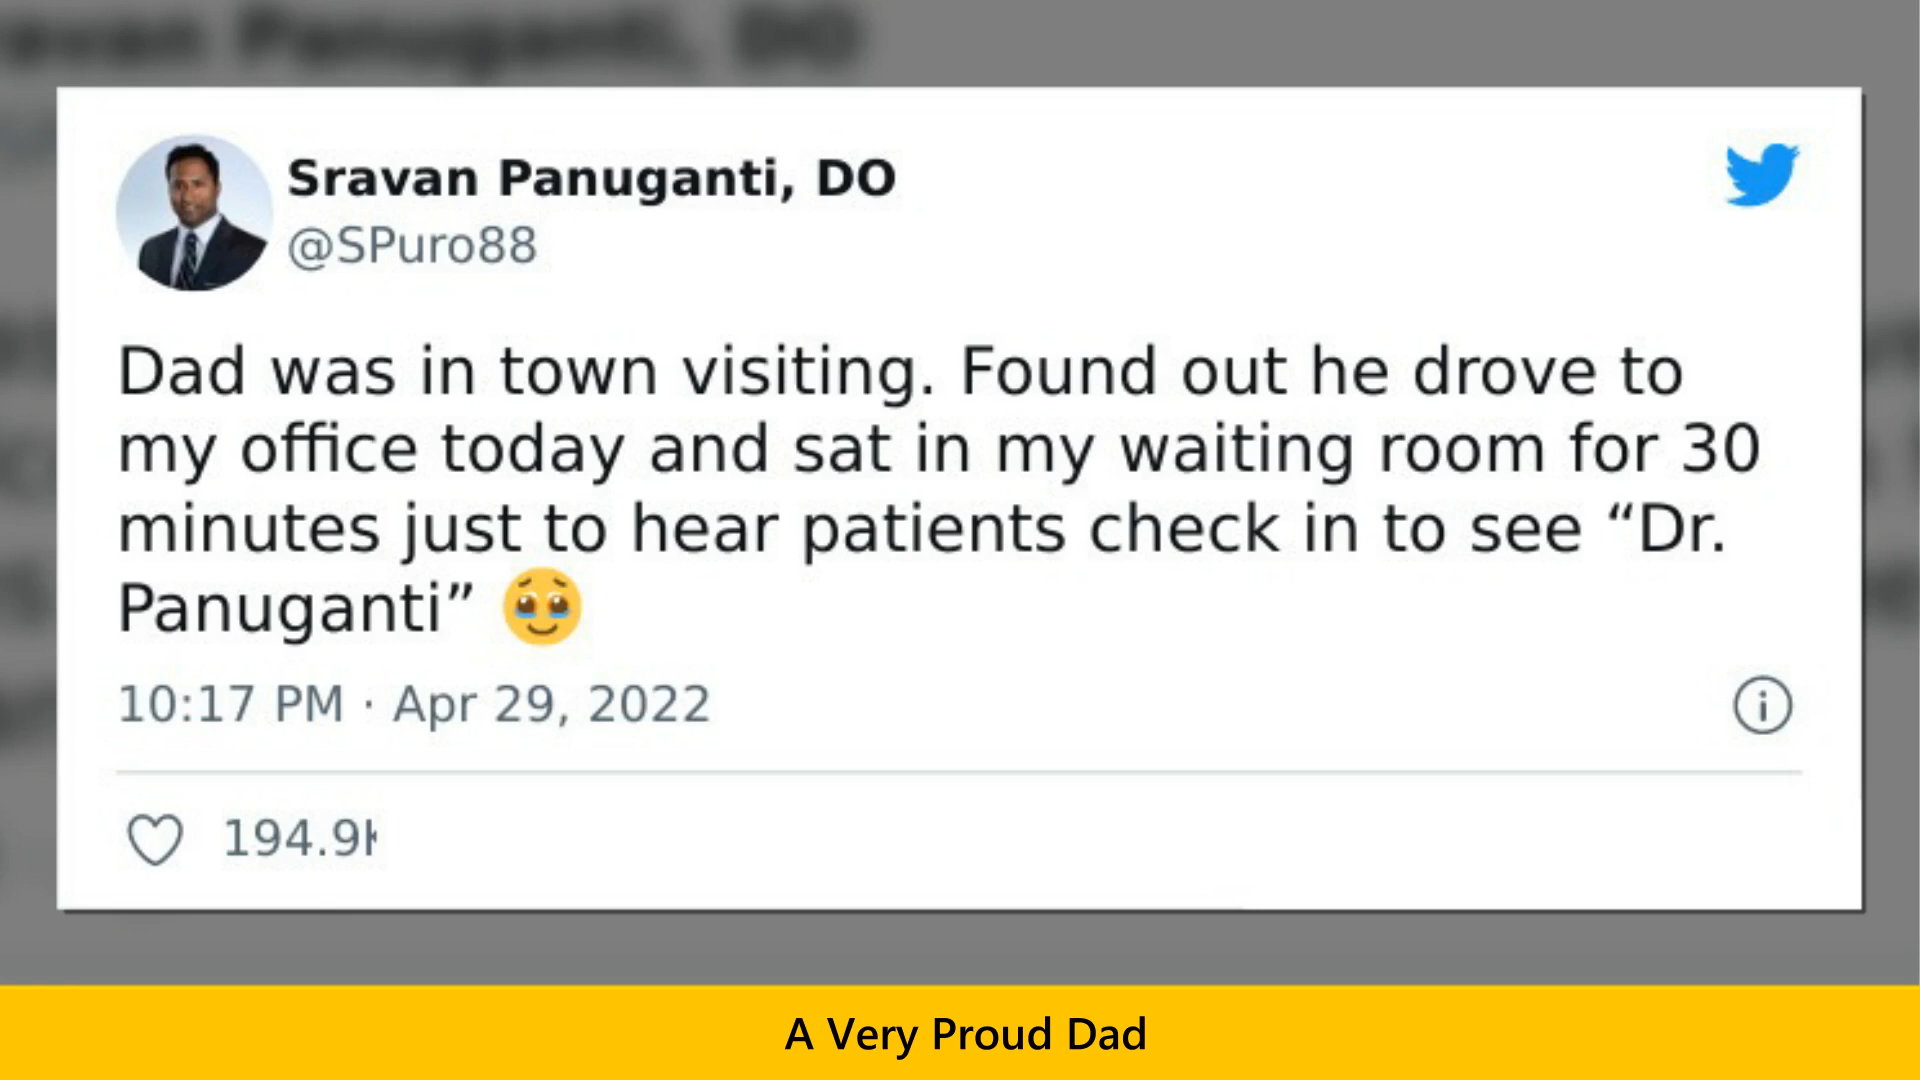 Sravan Panuganti, DO
@SPuro88
Dad was in town visiting. Found out he drove to
my office today and sat in my waiting room for 30
minutes just to hear patients check in to see “Dr.
Panuganti” 🥹
10:17 PM · Apr 29, 2022
194.9K
A Very Proud Dad